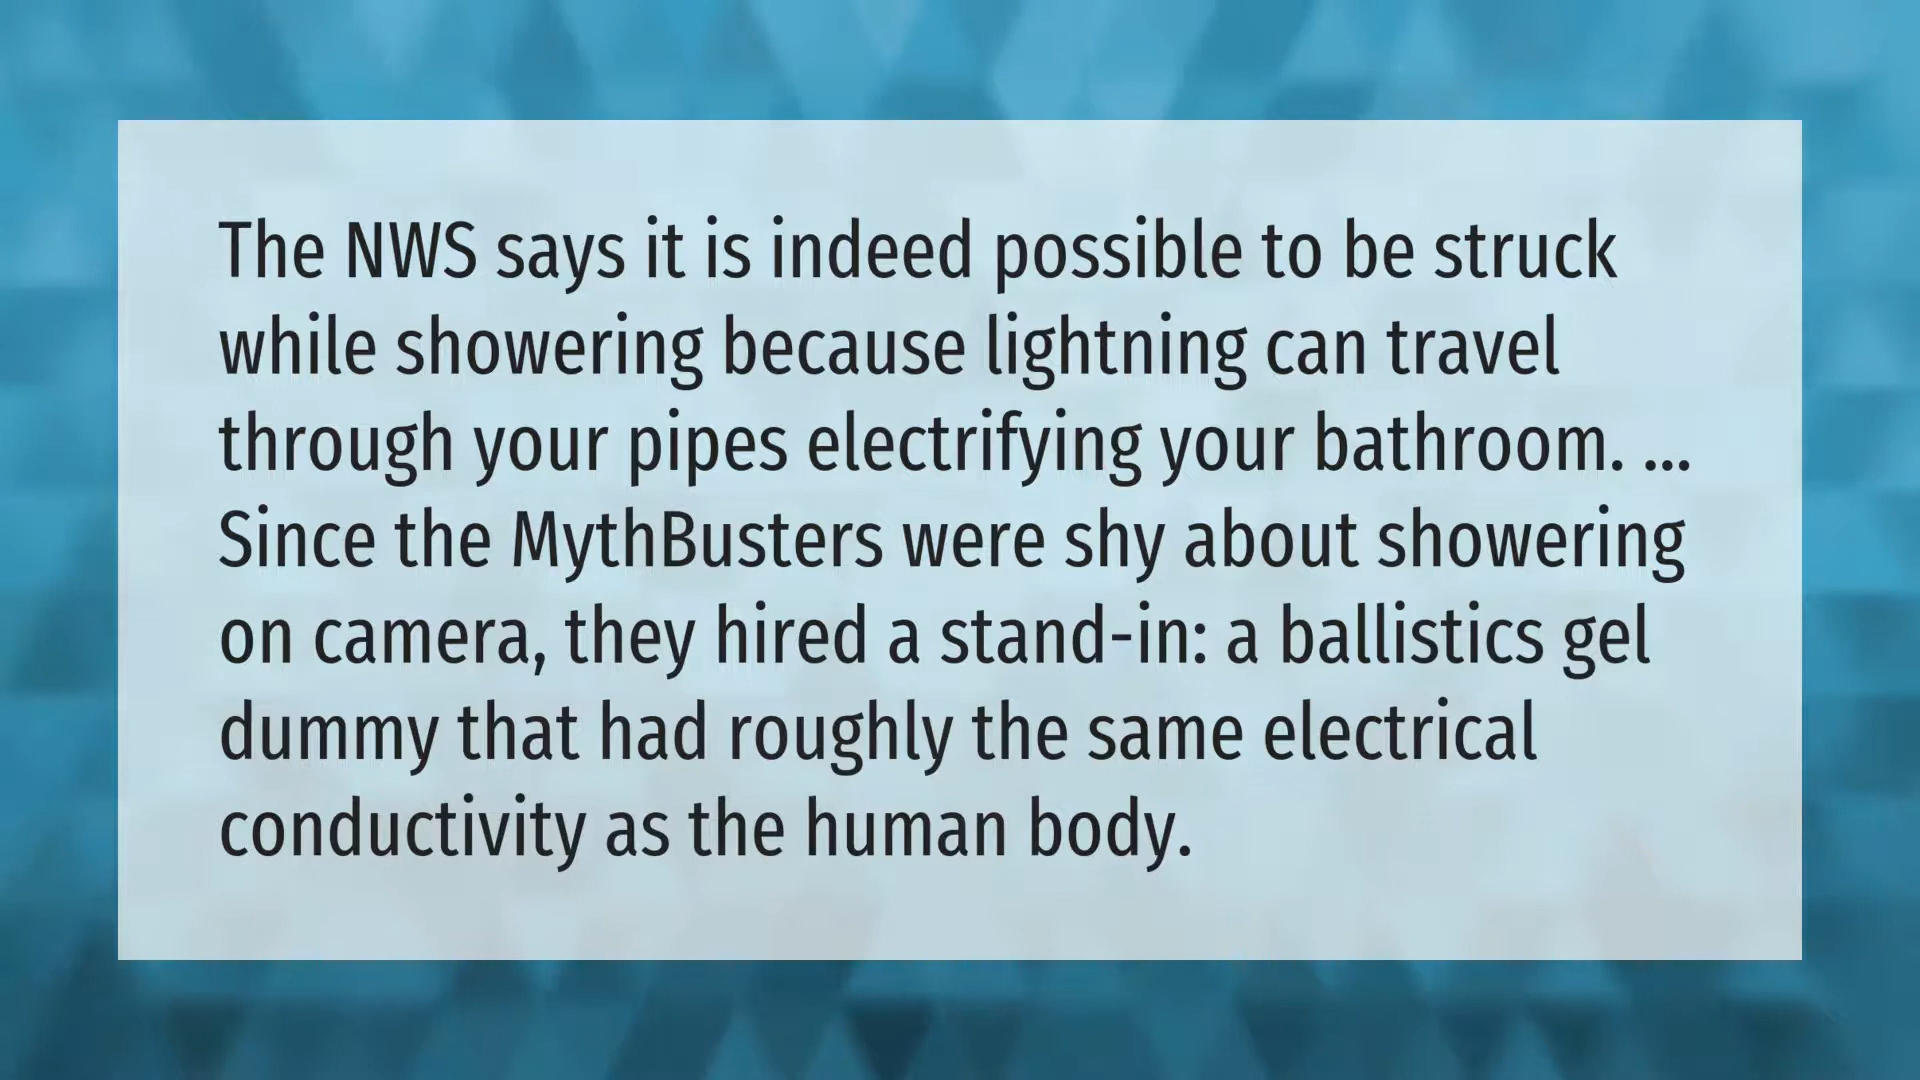 The NWS says it is indeed possible to be struck
while showering because lightning can travel
through your pipes electrifying your bathroom. ...
Since the MythBusters were shy about showering
on camera, they hired a stand-in: a ballistics gel
dummy that had roughly the same electrical
conductivity as the human body.